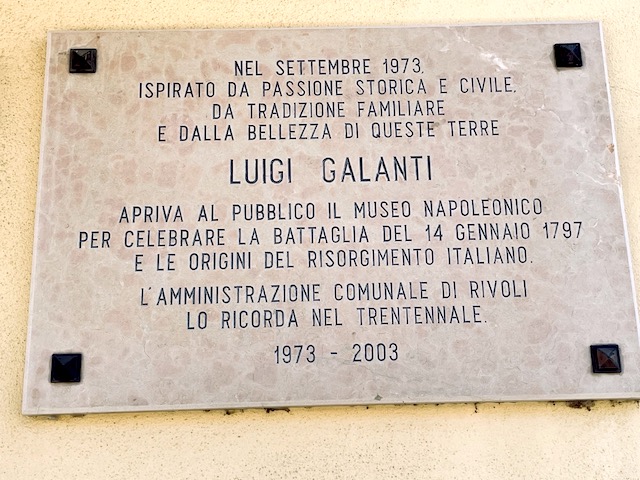 NEL SETTEMBRE 1973,
ISPIRATO DA PASSIONE STORICA E CIVILE,
DA TRADIZIONE FAMILIARE
E DALLA BELLEZZA DI QUESTE TERRE
LUIGI GALANTI
APRIVA AL PUBBLICO IL MUSEO NAPOLEONICO,
PER CELEBRARE LA BATTAGLIA DEL 14 GENNAIO 1797
E LE ORIGINI DEL RISORGIMENTO ITALIANO.
L'AMMINISTRAZIONE COMUNALE DI RIVOLI
LO RICORDA NEL TRENTENNALE.
1973 - 2003